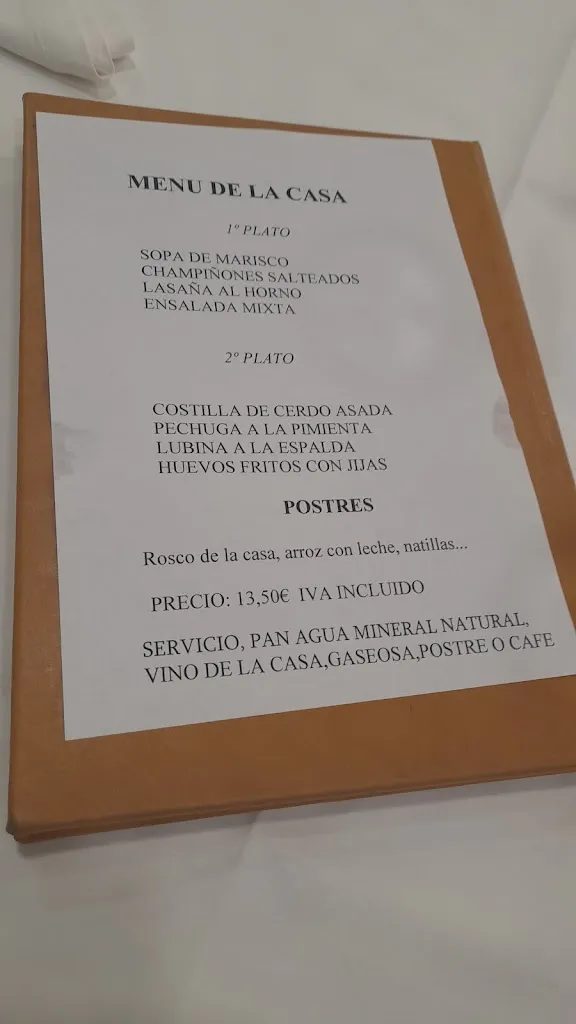 MENU DE LA CASA
1º PLATO
SOPA DE MARISCO
CHAMPIÑONES SALTEADOS
LASAÑA AL HORNO
ENSALADA MIXTA
2º PLATO
COSTILLA DE CERDO ASADA
PECHUGA A LA PIMIENTA
LUBINA A LA ESPALDA
HUEVOS FRITOS CON JIJAS
POSTRES
Rosco de la casa, arroz con leche, natillas...
PRECIO: 13,50€ IVA INCLUIDO
SERVICIO, PAN AGUA MINERAL NATURAL,
VINO DE LA CASA,GASEOSA,POSTRE O CAFE